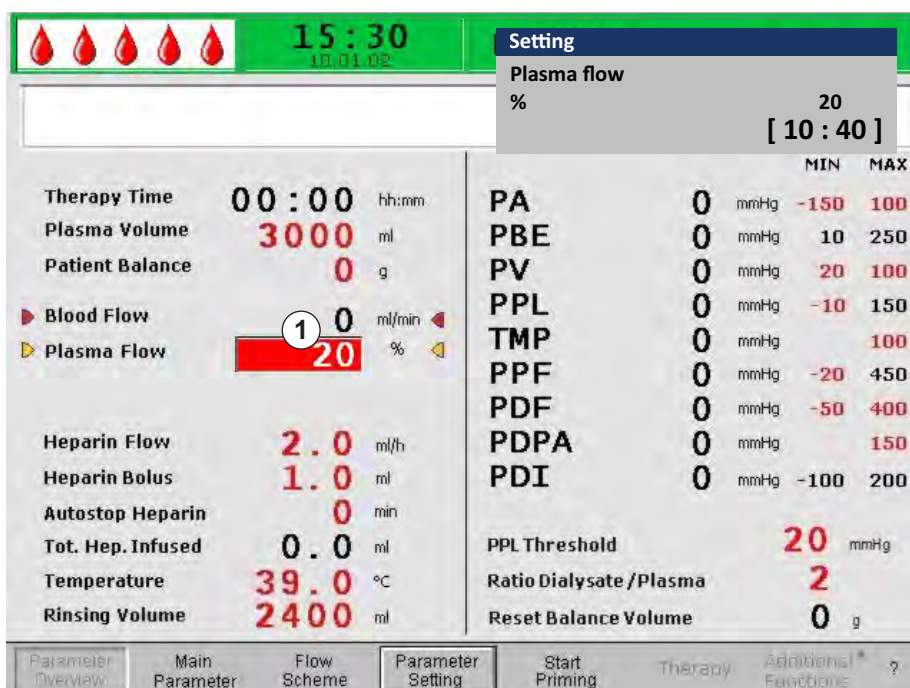 15:30
10.01.02
Setting
Plasma flow
% 20
[ 10 : 40 ]
MIN MAX
Therapy Time 00:00 hh:mm
Plasma Volume 3000 ml
Patient Balance 0 g
Blood Flow 0 ml/min
1
Plasma Flow 20 %
Heparin Flow 2.0 ml/h
Heparin Bolus 1.0 ml
Autostop Heparin 0 min
Tot. Hep. Infused 0.0 ml
Temperature 39.0 °C
Rinsing Volume 2400 ml
PA 0 mmHg -150 100
PBE 0 mmHg 10 250
PV 0 mmHg 20 100
PPL 0 mmHg -10 150
TMP 0 mmHg 100
PPF 0 mmHg -20 450
PDF 0 mmHg -50 400
PDPA 0 mmHg 150
PDI 0 mmHg -100 200
PPL Threshold 20 mmHg
Ratio Dialysate/Plasma 2
Reset Balance Volume 0 g
Parameter
Overview
Main
Parameter
Flow
Scheme
Parameter
Setting
Start
Priming
Therapy
Additional
Functions
?